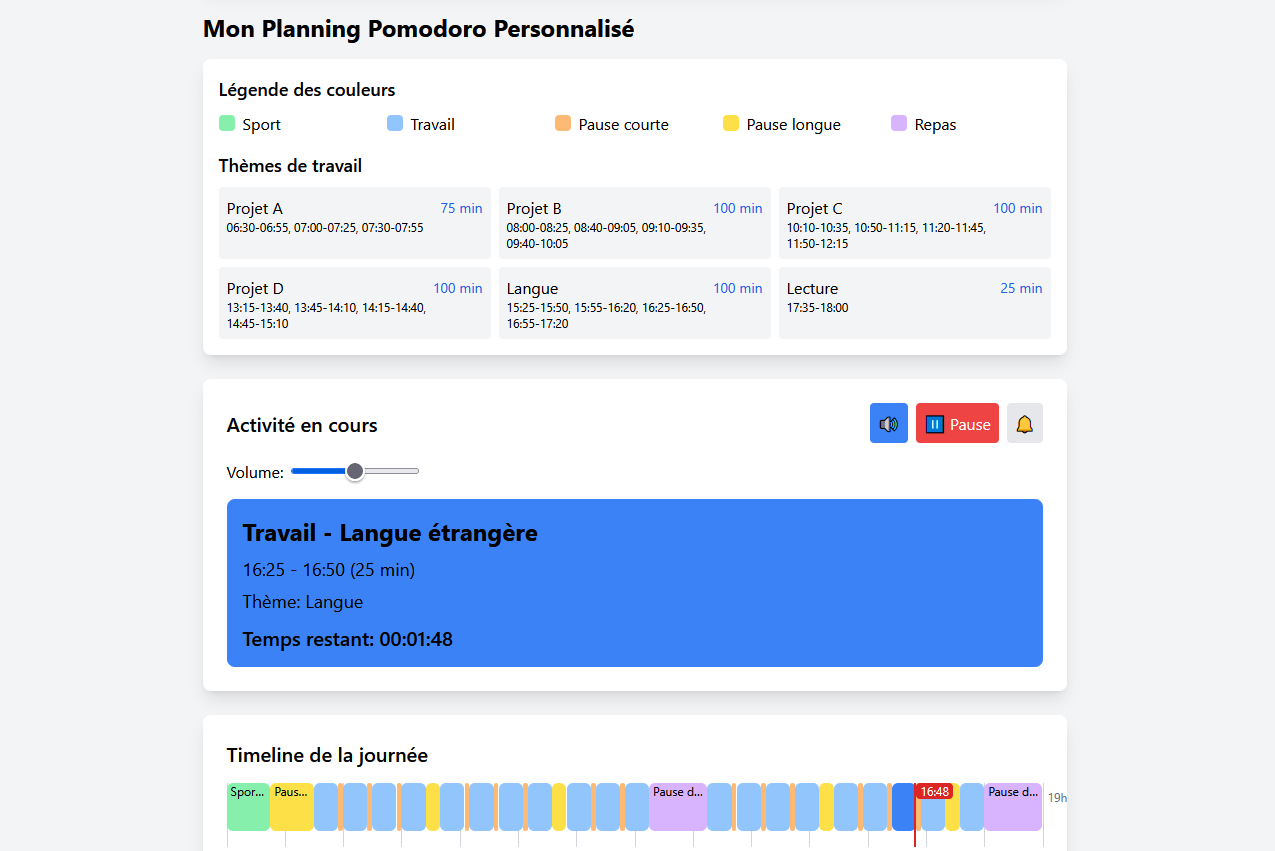 Mon Planning Pomodoro Personnalisé
Légende des couleurs
Sport
Travail
Pause courte
Pause longue
Repas
Thèmes de travail
Projet A
75 min
06:30-06:55, 07:00-07:25, 07:30-07:55
Projet B
100 min
08:00-08:25, 08:40-09:05, 09:10-09:35,
09:40-10:05
Projet C
100 min
10:10-10:35, 10:50-11:15, 11:20-11:45,
11:50-12:15
Projet D
100 min
13:15-13:40, 13:45-14:10, 14:15-14:40,
14:45-15:10
Langue
100 min
15:25-15:50, 15:55-16:20, 16:25-16:50,
16:55-17:20
Lecture
25 min
17:35-18:00
Activité en cours
Pause
Volume:
Travail - Langue étrangère
16:25 - 16:50 (25 min)
Thème: Langue
Temps restant: 00:01:48
Timeline de la journée
Spor...
Paus...
Pause d...
16:48
Pause d...
19h